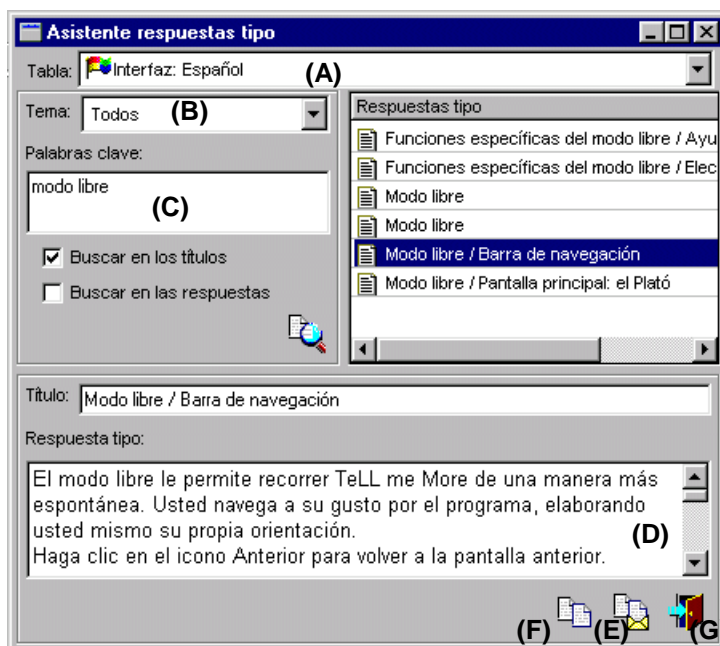 Asistente respuestas tipo
Tabla: Interfaz: Español (A)
Tema: Todos (B)
Palabras clave:
modo libre
(C)
Buscar en los títulos
Buscar en las respuestas
Respuestas tipo
Funciones específicas del modo libre / Ayu
Funciones específicas del modo libre / Elec
Modo libre
Modo libre
Modo libre / Barra de navegación
Modo libre / Pantalla principal: el Plató
Título: Modo libre / Barra de navegación
Respuesta tipo:
El modo libre le permite recorrer TeLL me More de una manera más
espontánea. Usted navega a su gusto por el programa, elaborando
usted mismo su propia orientación.
(D)
Haga clic en el icono Anterior para volver a la pantalla anterior.
(F) (E) (G